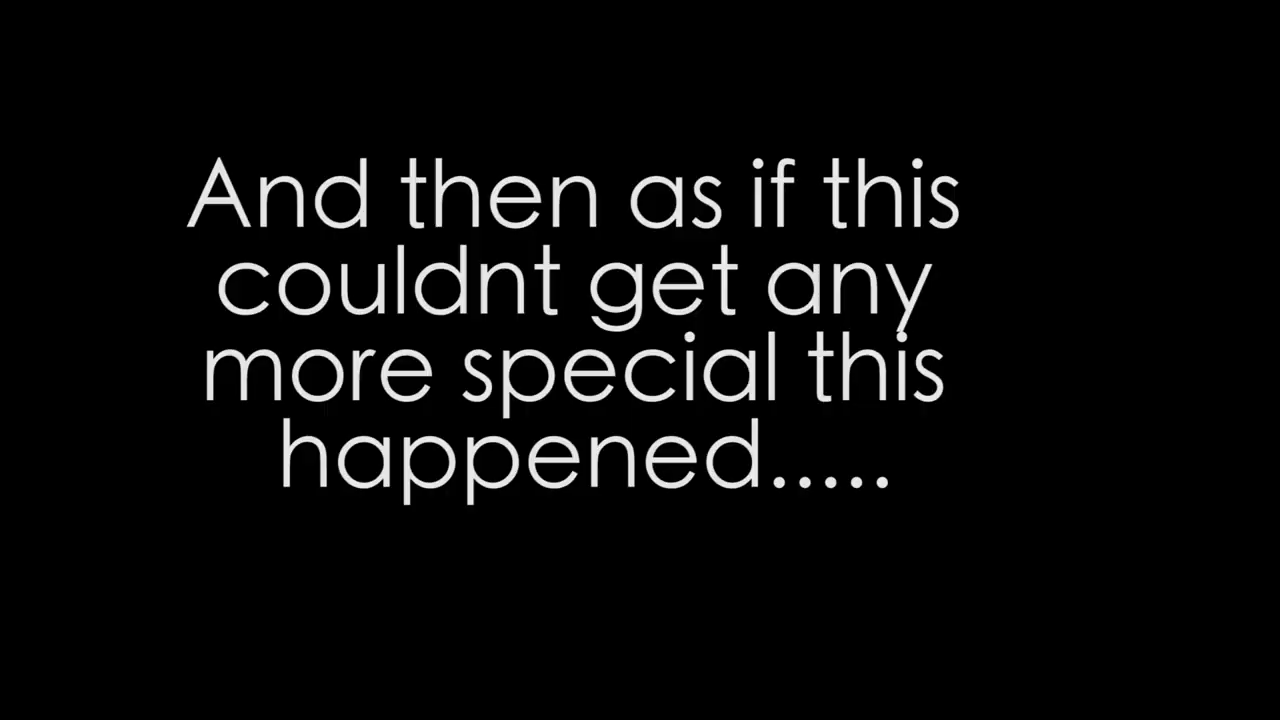 And then as if this
couldnt get any
more special this
happened.....